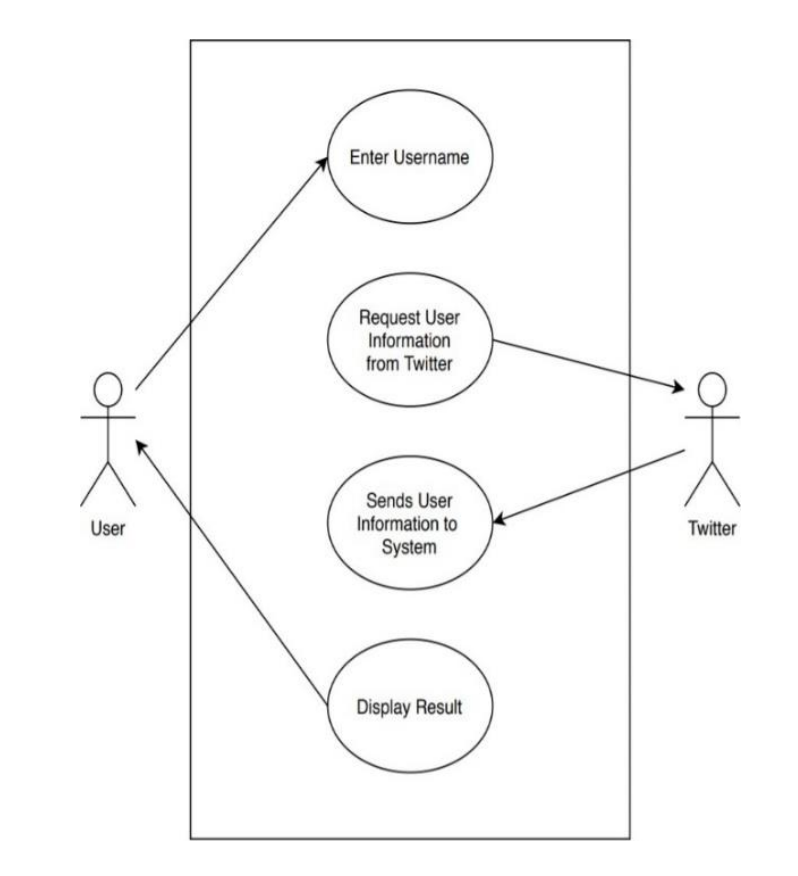 Enter Username
Request User
Information
from Twitter
User
Twitter
Sends User
Information to
System
Display Result